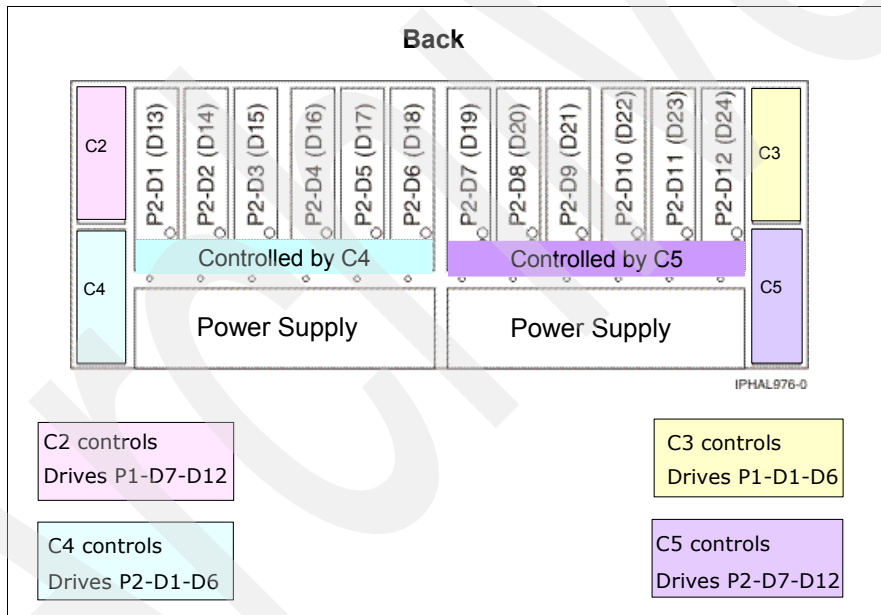 Back
C2
P2-D1 (D13)
P2-D2 (D14)
P2-D3 (D15)
P2-D4 (D16)
P2-D5 (D17)
P2-D6 (D18)
P2-D7 (D19)
P2-D8 (D20)
P2-D9 (D21)
P2-D10 (D22)
P2-D11 (D23)
P2-D12 (D24)
C3
Controlled by C4
Controlled by C5
C4
C5
Power Supply
Power Supply
IPHAL976-0
C2 controls
Drives P1-D7-D12
C3 controls
Drives P1-D1-D6
C4 controls
Drives P2-D1-D6
C5 controls
Drives P2-D7-D12